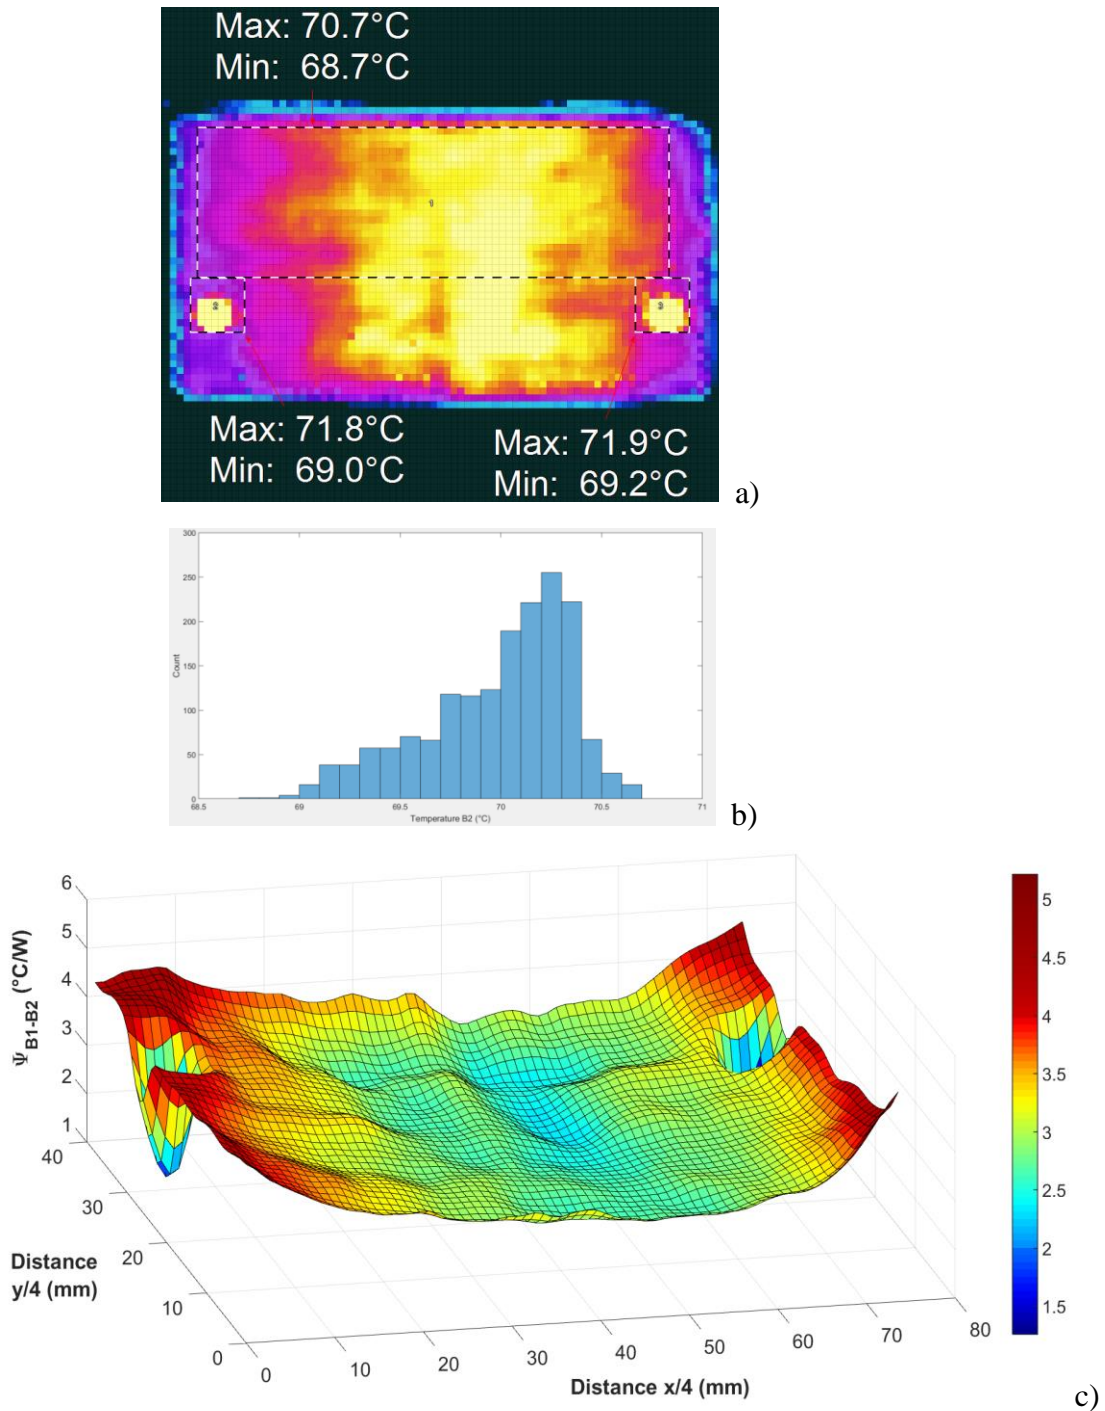 Max: 70.7°C
Min: 68.7°C
1
2
3
Max: 71.8°C
Min: 69.0°C
Max: 71.9°C
Min: 69.2°C
a)
300
250
200
150
100
50
0
Count
68.5 69 69.5 70 70.5 71
Temperature B2 (°C)
b)
6
5
4
3
2
1
Ψ B1-B2 (°C/W)
40
30
20
10
0
Distance
y/4 (mm)
0 10 20 30 40 50 60 70 80
Distance x/4 (mm)
5
4.5
4
3.5
3
2.5
2
1.5
c)